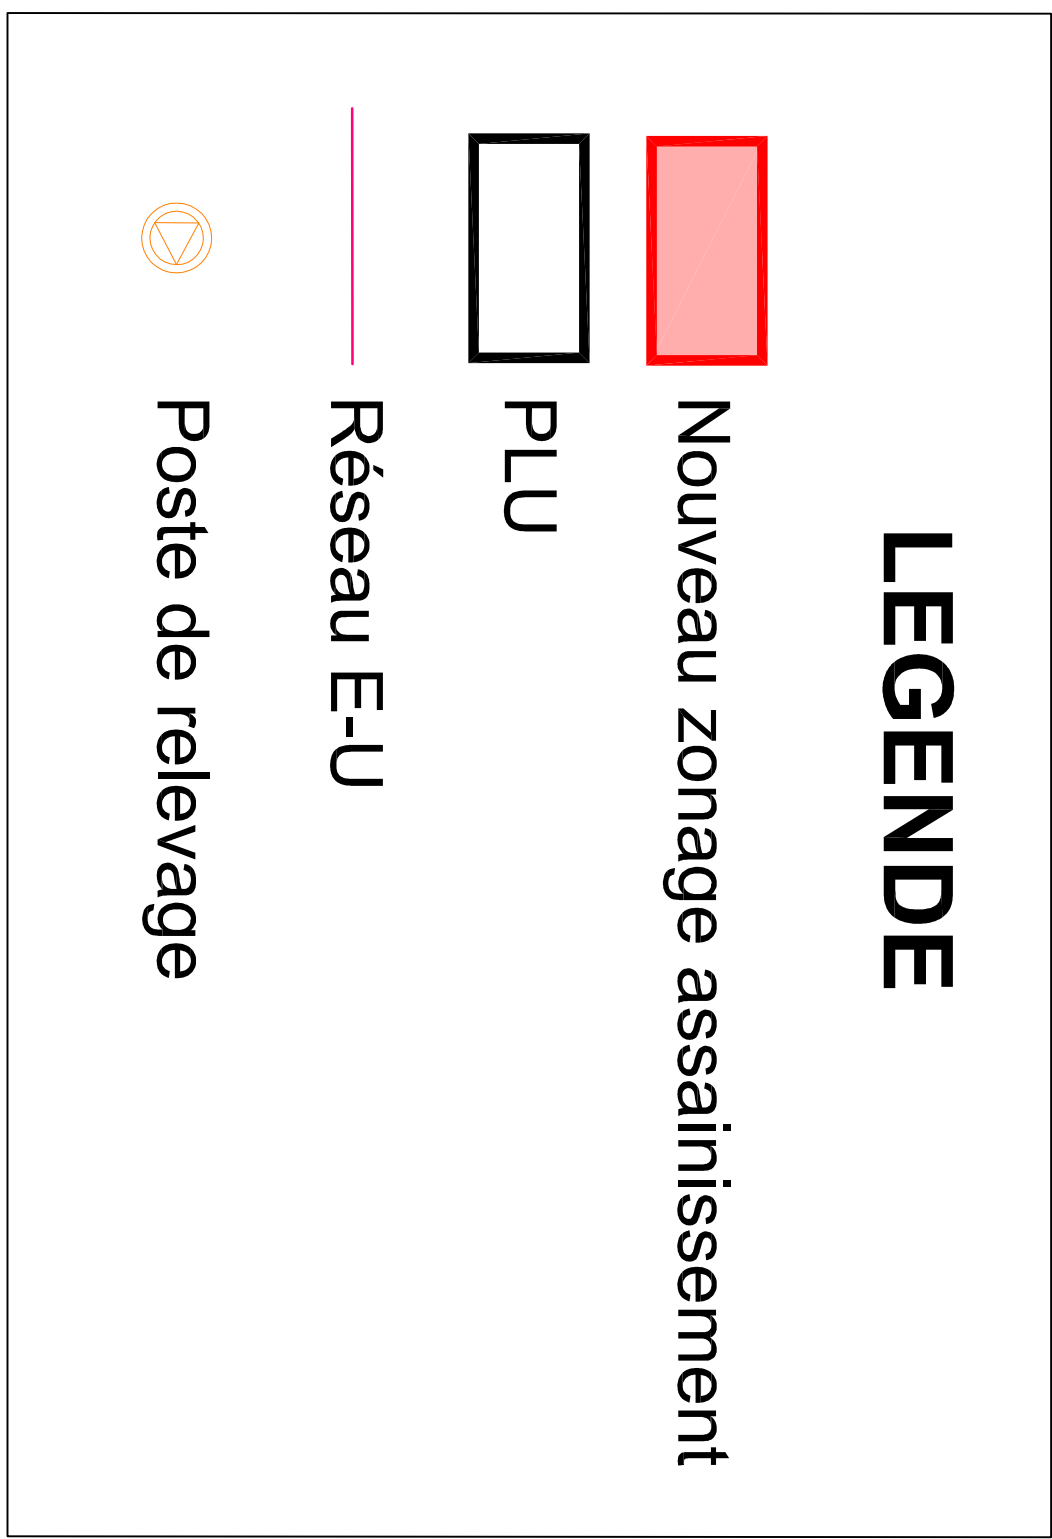 LEGENDE
Nouveau zonage assainissement
PLU
Réseau E-U
Poste de relevage